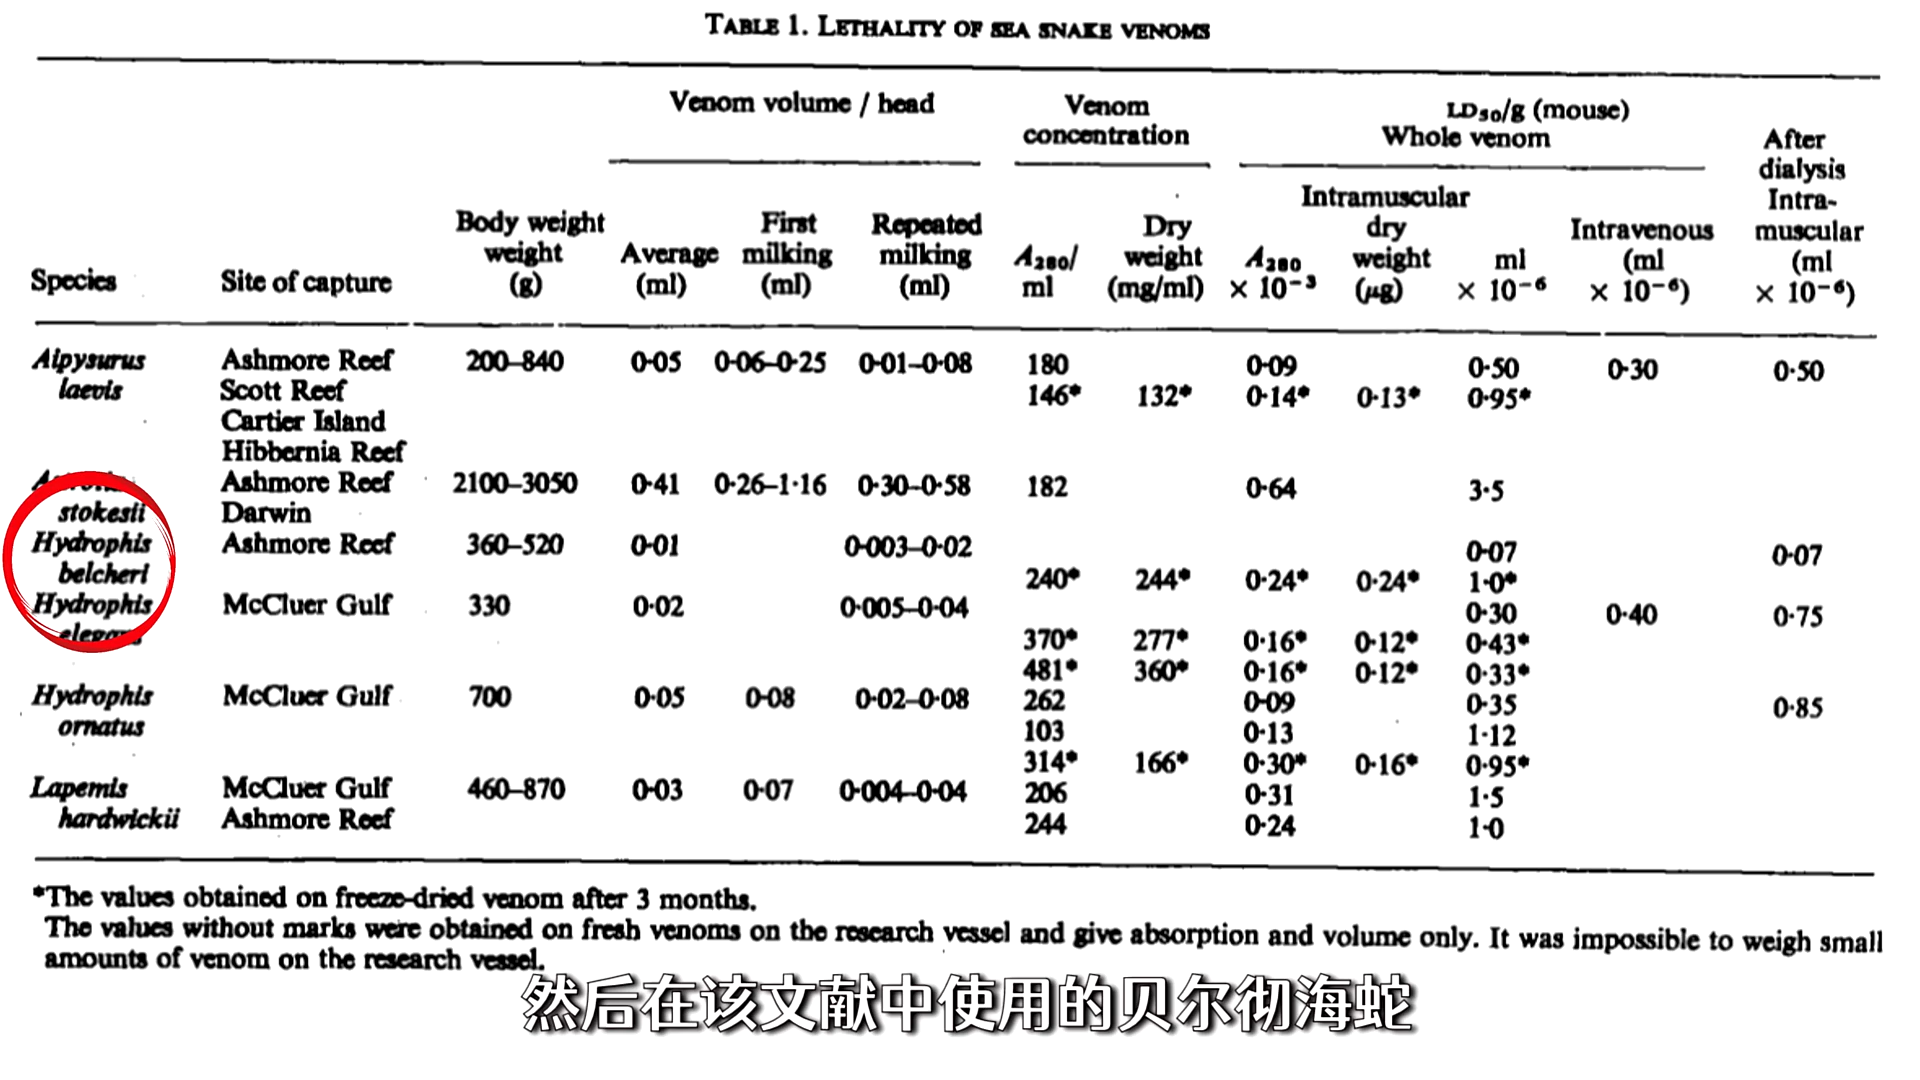 TABLE 1. LETHALITY OF SEA SNAKE VENOMS
Venom volume / head Venom concentration LD₅₀/g (mouse) Whole venom After dialysis Intra-muscular (ml × 10⁻⁶)
Species Site of capture Body weight weight (g) Average (ml) First milking (ml) Repeated milking (ml) A₂₈₀/ml Dry weight (mg/ml) Intramuscular A₂₈₀ × 10⁻³ dry weight (μg) ml × 10⁻⁶ Intravenous (ml × 10⁻⁶)
Aipysurus Ashmore Reef 200–840 0·05 0·06–0·25 0·01–0·08 180 0·09 0·50 0·30 0·50
laevis Scott Reef 146* 132* 0·14* 0·13* 0·95*
Cartier Island
Hibbernia Reef
Ashmore Reef 2100–3050 0·41 0·26–1·16 0·30–0·58 182 0·64 3·5
stokesii Darwin
Hydrophis Ashmore Reef 360–520 0·01 0·003–0·02 0·07 0·07
belcheri 240* 244* 0·24* 0·24* 1·0*
Hydrophis McCluer Gulf 330 0·02 0·005–0·04 0·30 0·40 0·75
elegans 370* 277* 0·16* 0·12* 0·43*
481* 360* 0·16* 0·12* 0·33*
Hydrophis McCluer Gulf 700 0·05 0·08 0·02–0·08 262 0·09 0·35 0·85
ornatus 103 0·13 1·12
314* 166* 0·30* 0·16* 0·95*
Lapemis McCluer Gulf 460–870 0·03 0·07 0·004–0·04 206 0·31 1·5
hardwickii Ashmore Reef 244 0·24 1·0
*The values obtained on freeze-dried venom after 3 months.
The values without marks were obtained on fresh venoms on the research vessel and give absorption and volume only. It was impossible to weigh small
amounts of venom on the research vessel.
然后在该文献中使用的贝尔彻海蛇